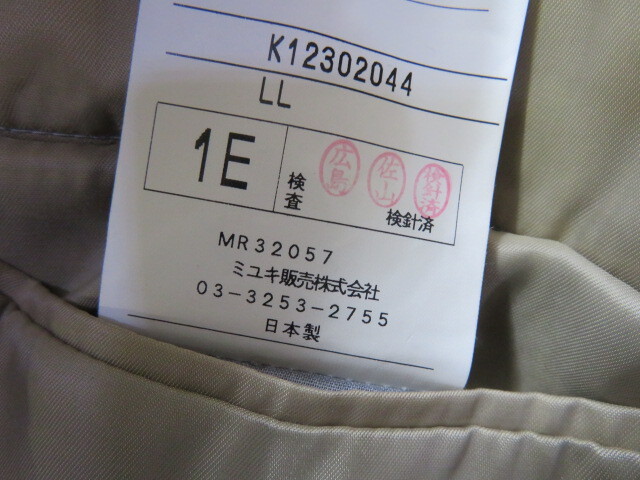 K12302044
LL
1E
検査
広島
佐山
検針済
検針済
MR32057
ミユキ販売株式会社
03-3253-2755
日本製